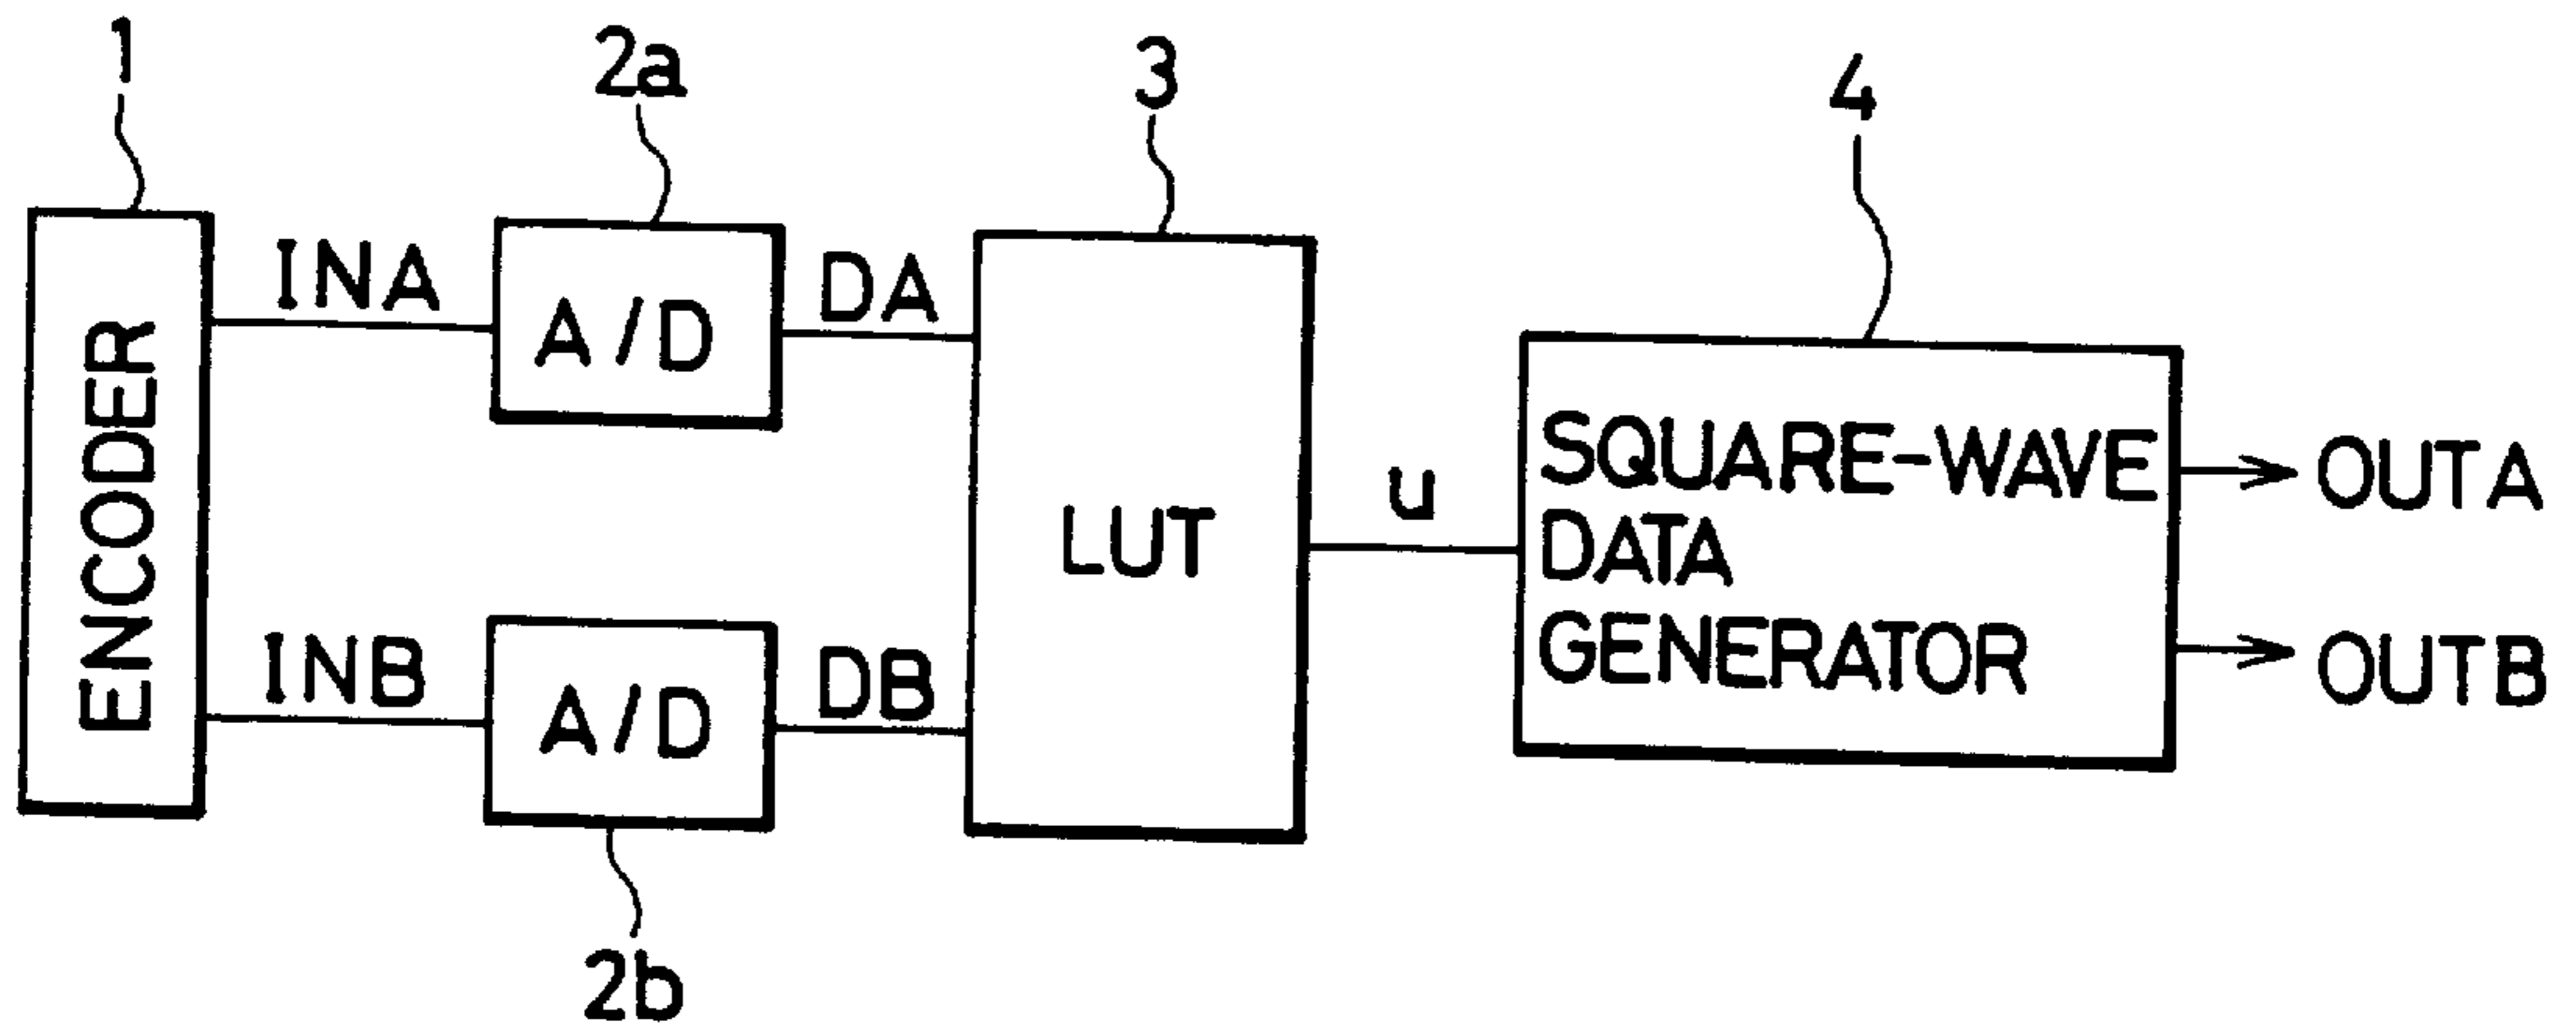 1
2a
3
4
ENCODER
INA
A/D
DA
LUT
u
SQUARE-WAVE
DATA
GENERATOR
OUTA
OUTB
INB
A/D
DB
2b